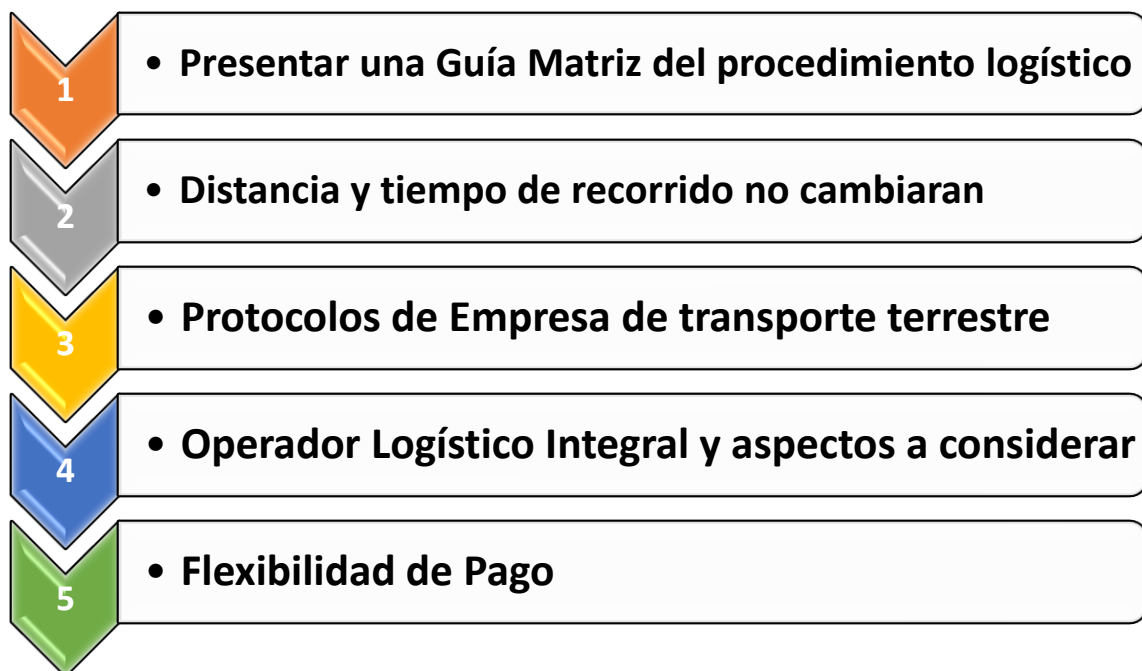 1 • Presentar una Guía Matriz del procedimiento logístico
2 • Distancia y tiempo de recorrido no cambiaran
3 • Protocolos de Empresa de transporte terrestre
4 • Operador Logístico Integral y aspectos a considerar
5 • Flexibilidad de Pago